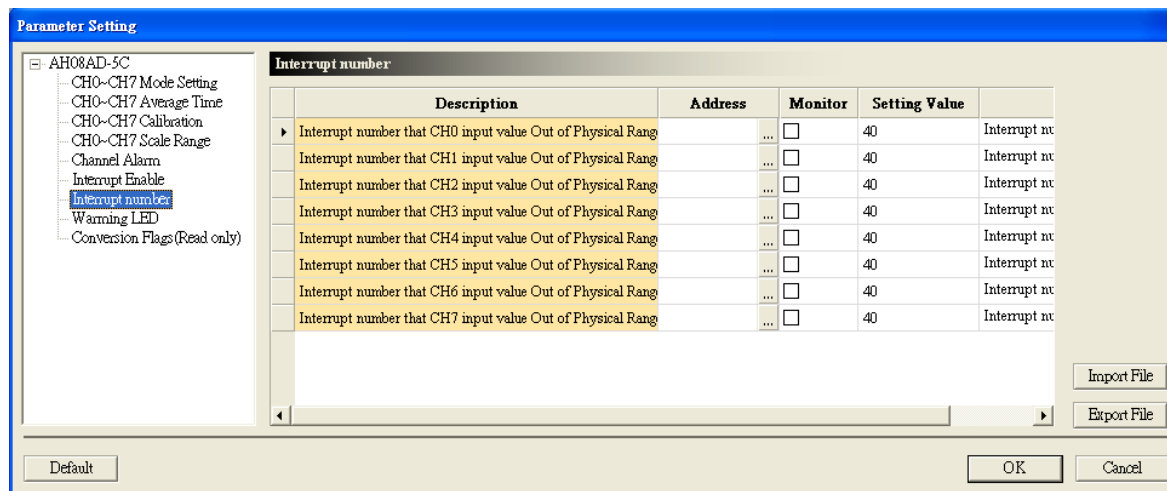 Parameter Setting
AH08AD-5C
CH0~CH7 Mode Setting
CH0~CH7 Average Time
CH0~CH7 Calibration
CH0~CH7 Scale Range
Channel Alarm
Interrupt Enable
Interrupt number
Warming LED
Conversion Flags(Read only)
Interrupt number
Description Address Monitor Setting Value
Interrupt number that CH0 input value Out of Physical Rang ... 40 Interrupt nu
Interrupt number that CH1 input value Out of Physical Rang ... 40 Interrupt nu
Interrupt number that CH2 input value Out of Physical Rang ... 40 Interrupt nu
Interrupt number that CH3 input value Out of Physical Rang ... 40 Interrupt nu
Interrupt number that CH4 input value Out of Physical Rang ... 40 Interrupt nu
Interrupt number that CH5 input value Out of Physical Rang ... 40 Interrupt nu
Interrupt number that CH6 input value Out of Physical Rang ... 40 Interrupt nu
Interrupt number that CH7 input value Out of Physical Rang ... 40 Interrupt nu
Import File
Export File
Default OK Cancel